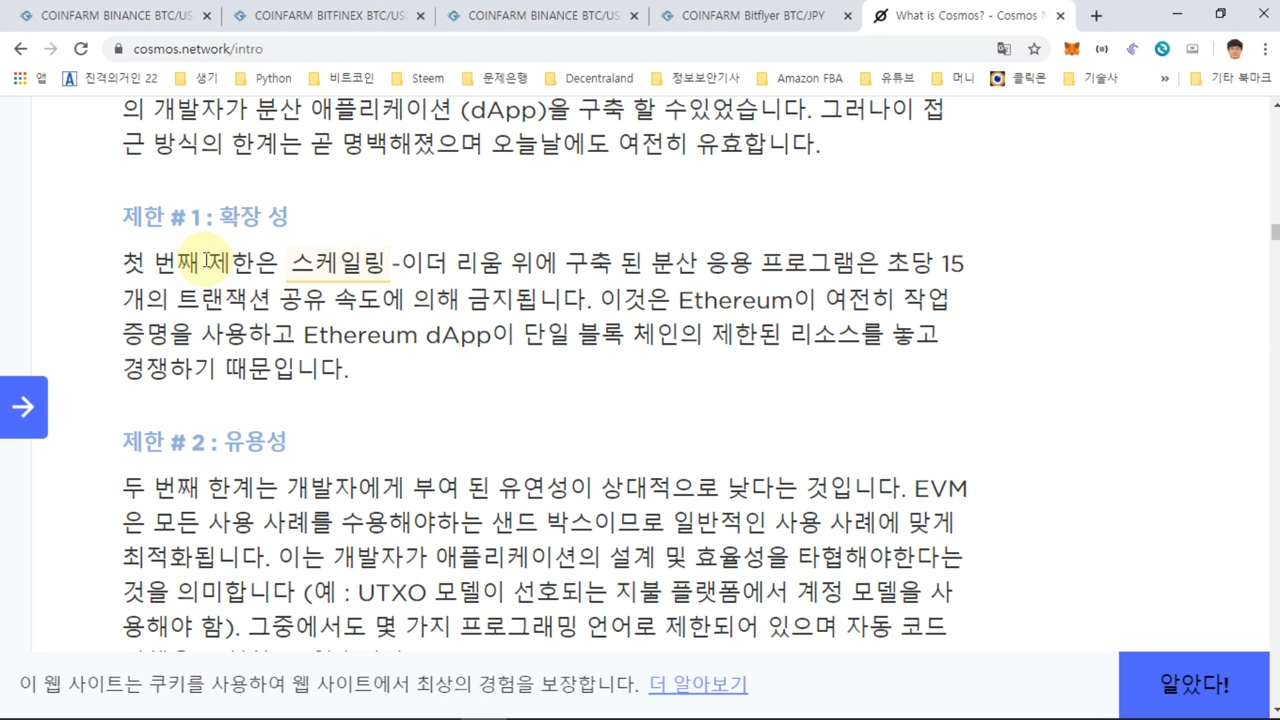 COINFARM BINANCE BTC/US
COINFARM BITFINEX BTC/US
COINFARM BINANCE BTC/US
COINFARM Bitflyer BTC/JPY
What is Cosmos? - Cosmos N
cosmos.network/intro
앱
진격의거인 22
생기
Python
비트코인
Steem
문제은행
Decentraland
정보보안기사
Amazon FBA
유튜브
머니
클릭몬
기술사
»
기타 북마크
의 개발자가 분산 애플리케이션 (dApp)을 구축 할 수있었습니다. 그러나이 접
근 방식의 한계는 곧 명백해졌으며 오늘날에도 여전히 유효합니다.
제한 # 1 : 확장 성
첫 번째 제한은 스케일링 -이더 리움 위에 구축 된 분산 응용 프로그램은 초당 15
개의 트랜잭션 공유 속도에 의해 금지됩니다. 이것은 Ethereum이 여전히 작업
증명을 사용하고 Ethereum dApp이 단일 블록 체인의 제한된 리소스를 놓고
경쟁하기 때문입니다.
제한 # 2 : 유용성
두 번째 한계는 개발자에게 부여 된 유연성이 상대적으로 낮다는 것입니다. EVM
은 모든 사용 사례를 수용해야하는 샌드 박스이므로 일반적인 사용 사례에 맞게
최적화됩니다. 이는 개발자가 애플리케이션의 설계 및 효율성을 타협해야한다는
것을 의미합니다 (예 : UTXO 모델이 선호되는 지불 플랫폼에서 계정 모델을 사
용해야 함). 그중에서도 몇 가지 프로그래밍 언어로 제한되어 있으며 자동 코드
이 웹 사이트는 쿠키를 사용하여 웹 사이트에서 최상의 경험을 보장합니다. 더 알아보기
알았다!